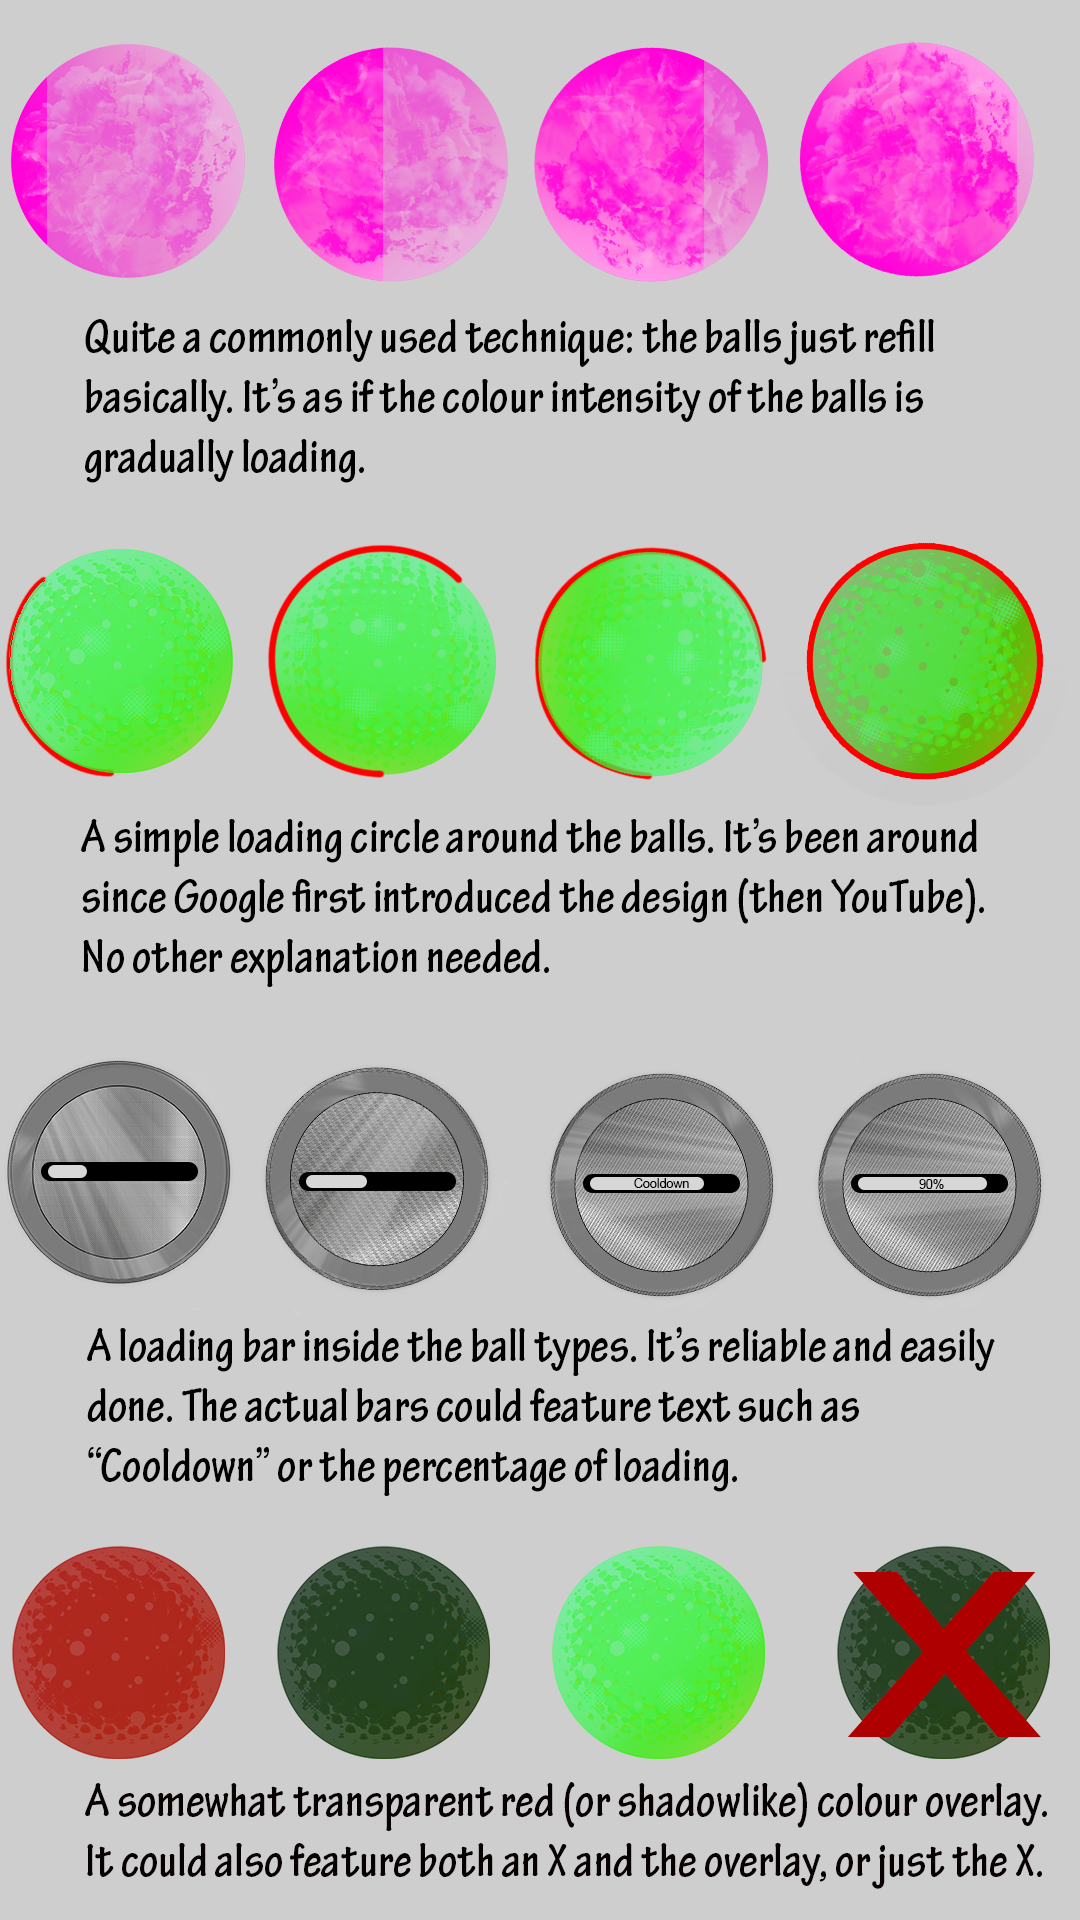 Quite a commonly used technique: the balls just refill
basically. It’s as if the colour intensity of the balls is
gradually loading.
A simple loading circle around the balls. It’s been around
since Google first introduced the design (then YouTube).
No other explanation needed.
Cooldown
90%
A loading bar inside the ball types. It’s reliable and easily
done. The actual bars could feature text such as
“Cooldown” or the percentage of loading.
X
A somewhat transparent red (or shadowlike) colour overlay.
It could also feature both an X and the overlay, or just the X.